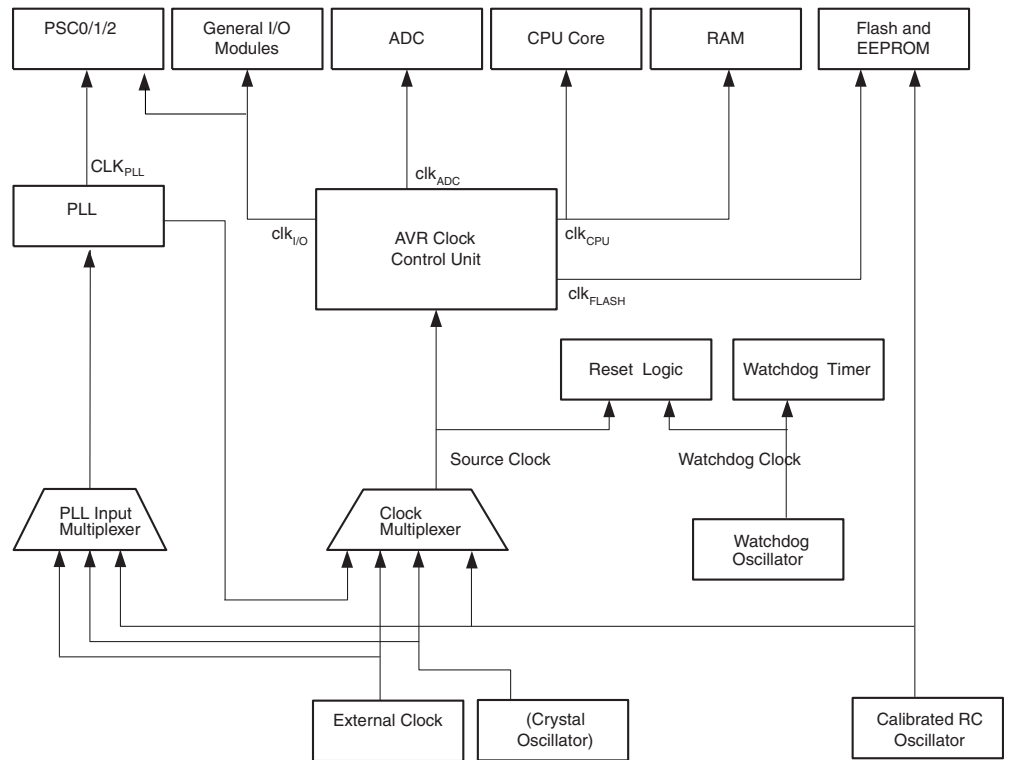 PSC0/1/2
General I/O
Modules
ADC
CPU Core
RAM
Flash and
EEPROM
CLKPLL
clkADC
PLL
clkI/O
AVR Clock
Control Unit
clkCPU
clkFLASH
Reset Logic
Watchdog Timer
Source Clock
Watchdog Clock
PLL Input
Multiplexer
Clock
Multiplexer
Watchdog
Oscillator
External Clock
(Crystal
Oscillator)
Calibrated RC
Oscillator